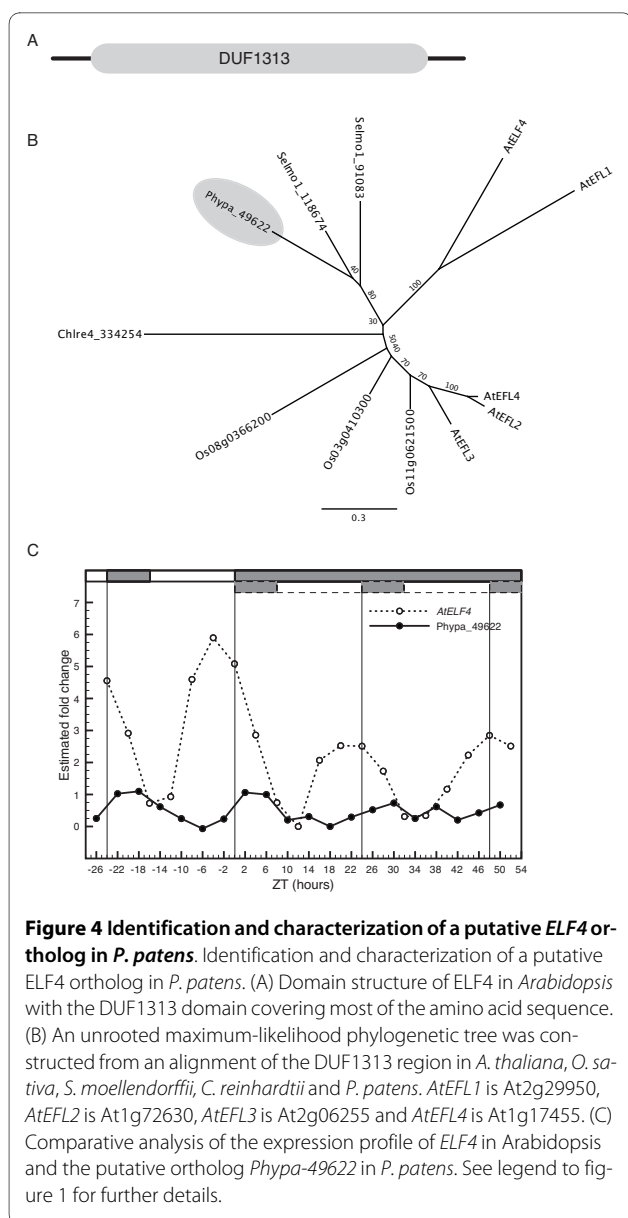 A
DUF1313
B
Phypa_49622
Selmo1_118674
Selmo1_91083
AtELF4
AtEFL1
40
80
100
30
Chlre4_334254
50
40
70
70
100
AtEFL4
AtEFL2
AtEFL3
Os11g0621500
Os03g0410300
Os08g0366200
0.3
C
7
6
5
4
3
2
1
0
Estimated fold change
AtELF4
Phypa_49622
-26 -22 -18 -14 -10 -6 -2 2 6 10 14 18 22 26 30 34 38 42 46 50 54
ZT (hours)
Figure 4 Identification and characterization of a putative ELF4 or-
tholog in P. patens. Identification and characterization of a putative
ELF4 ortholog in P. patens. (A) Domain structure of ELF4 in Arabidopsis
with the DUF1313 domain covering most of the amino acid sequence.
(B) An unrooted maximum-likelihood phylogenetic tree was con-
structed from an alignment of the DUF1313 region in A. thaliana, O. sa-
tiva, S. moellendorffii, C. reinhardtii and P. patens. AtEFL1 is At2g29950,
AtEFL2 is At1g72630, AtEFL3 is At2g06255 and AtEFL4 is At1g17455. (C)
Comparative analysis of the expression profile of ELF4 in Arabidopsis
and the putative ortholog Phypa-49622 in P. patens. See legend to fig-
ure 1 for further details.